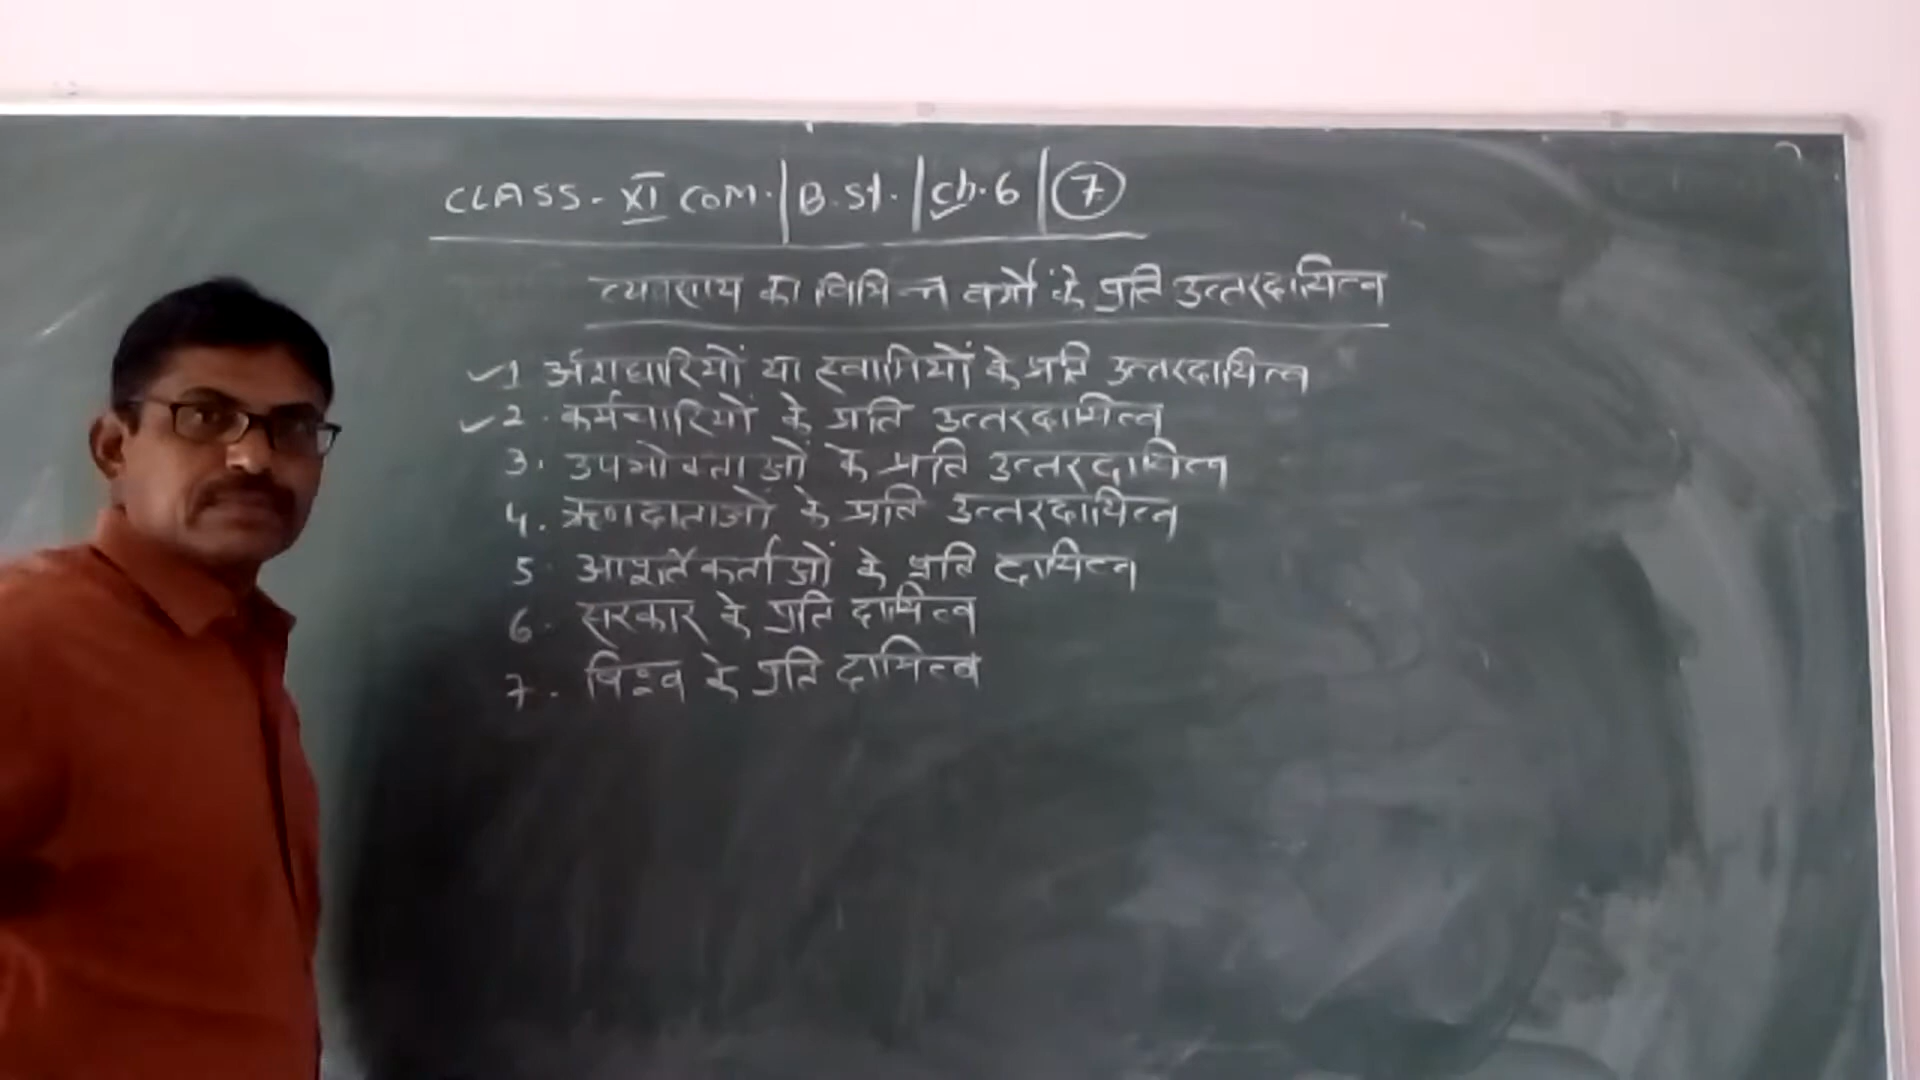 CLASS - XI COM. | B.St. | Ch. 6 | 7
व्यवसाय का विभिन्न वर्गों के प्रति उत्तरदायित्व
1 अंशधारियों या स्वामियों के प्रति उत्तरदायित्व
2. कर्मचारियों के प्रति उत्तरदायित्व
3. उपभोक्ताओं के प्रति उत्तरदायित्व
4. ऋणदाताओं के प्रति उत्तरदायित्व
5. आपूर्तिकर्ताओं के प्रति दायित्व
6. सरकार के प्रति दायित्व
7. विश्व के प्रति दायित्व